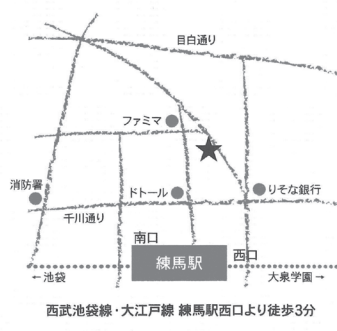 目白通り
ファミマ
消防署
ドトール
りそな銀行
千川通り
南口
練馬駅
西口
←池袋
大泉学園→
西武池袋線・大江戸線 練馬駅西口より徒歩3分